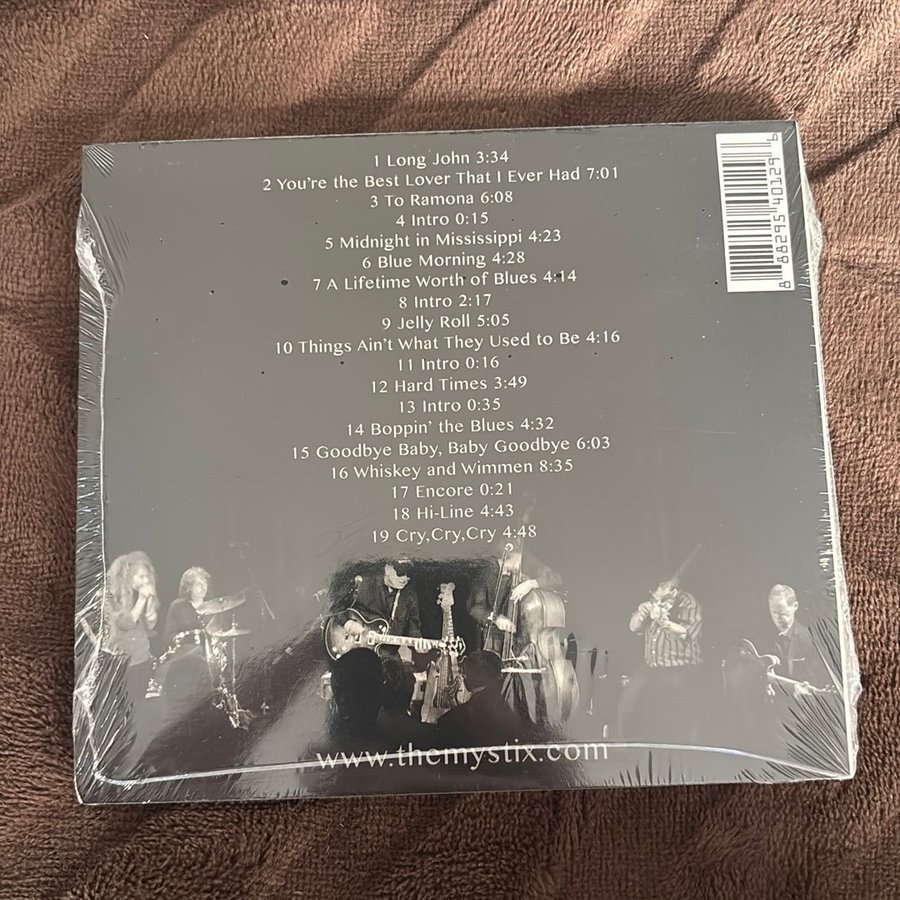 1 Long John 3:34
2 You're the Best Lover That I Ever Had 7:01
3 To Ramona 6:08
4 Intro 0:15
5 Midnight in Mississippi 4:23
6 Blue Morning 4:28
7 A Lifetime Worth of Blues 4:14
8 Intro 2:17
9 Jelly Roll 5:05
10 Things Ain't What They Used to Be 4:16
11 Intro 0:16
12 Hard Times 3:49
13 Intro 0:35
14 Boppin' the Blues 4:32
15 Goodbye Baby, Baby Goodbye 6:03
16 Whiskey and Wimmen 8:35
17 Encore 0:21
18 Hi-Line 4:43
19 Cry,Cry,Cry 4:48
www.themystix.com
8 88295 40129 6